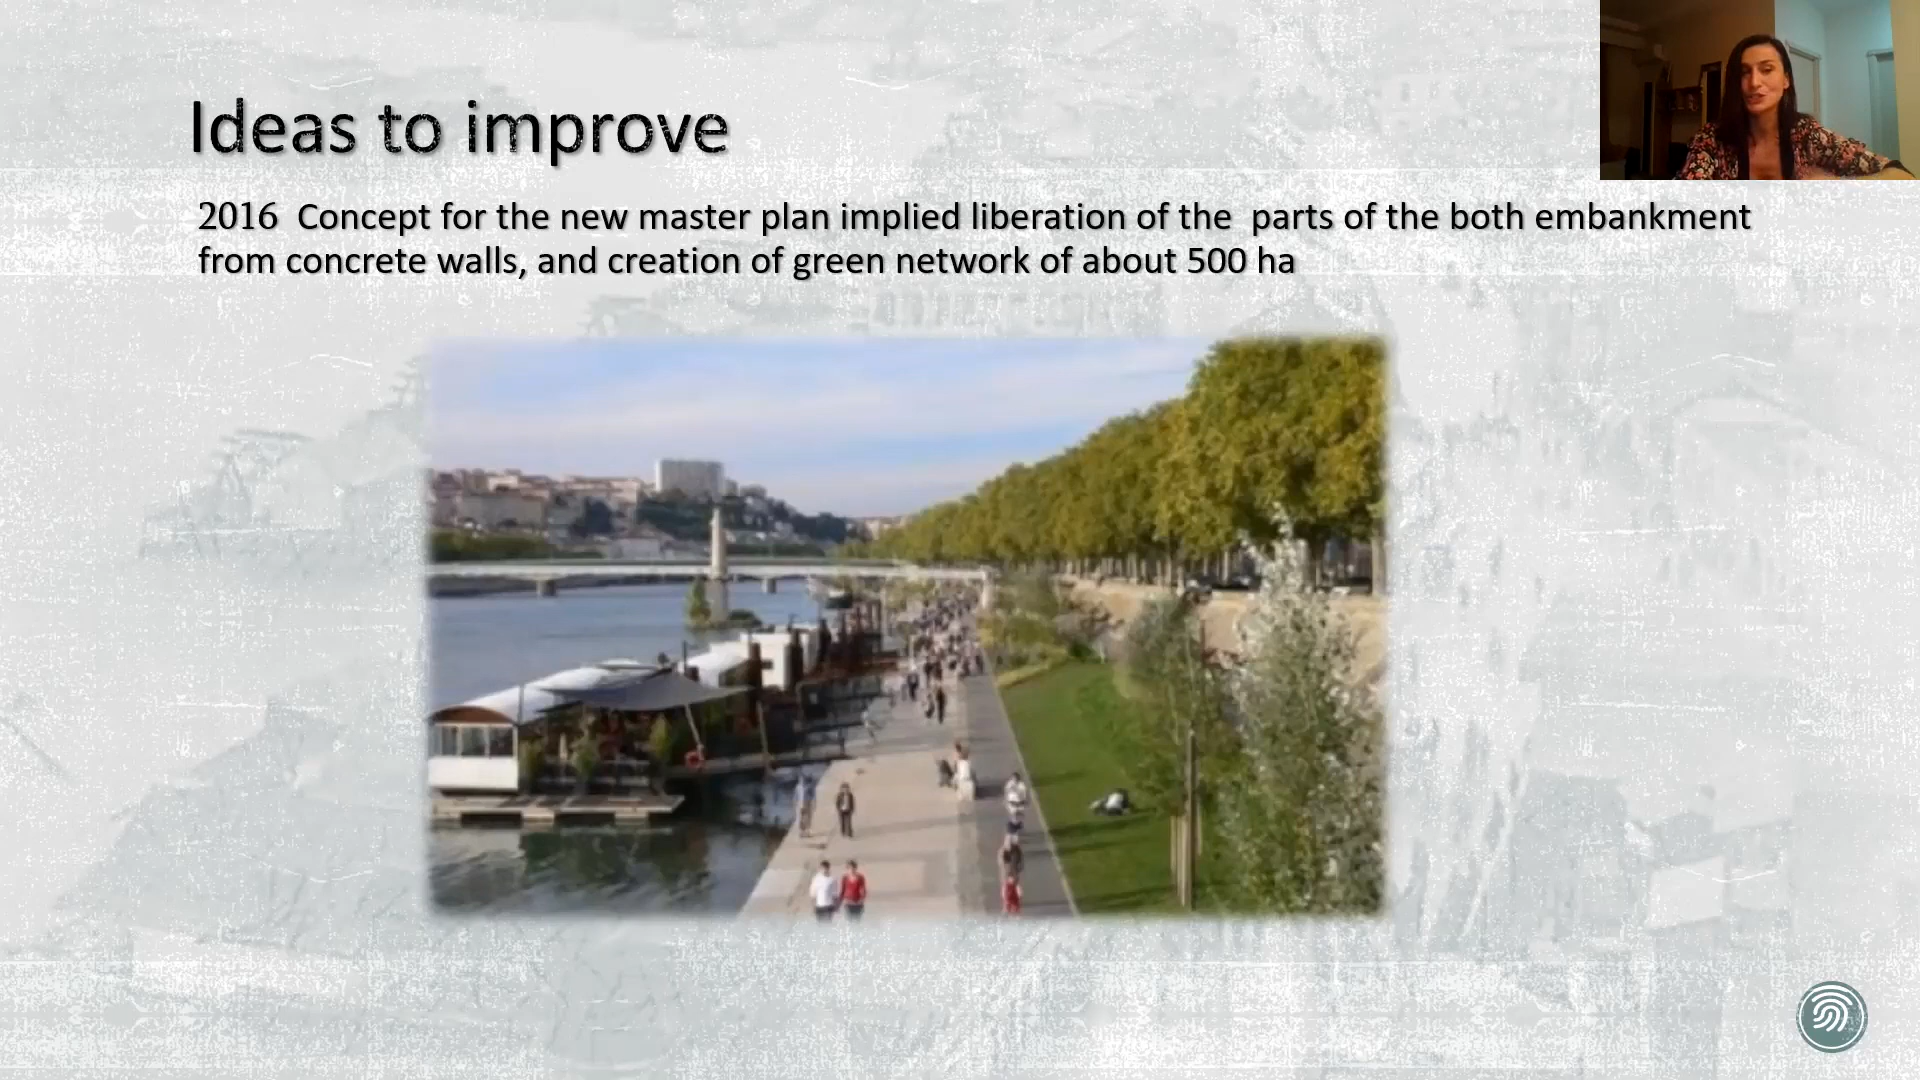 Ideas to improve
2016 Concept for the new master plan implied liberation of the parts of the both embankment
from concrete walls, and creation of green network of about 500 ha